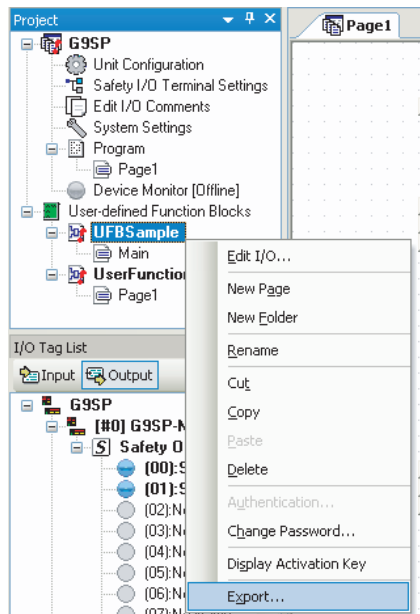 Project
G9SP
Unit Configuration
Safety I/O Terminal Settings
Edit I/O Comments
System Settings
Program
Page1
Device Monitor [Offline]
User-defined Function Blocks
UFBSample
Main
UserFunctio
Page1
I/O Tag List
Input Output
G9SP
[#0] G9SP-N
Safety O
(00):S
(01):S
(02):N
(03):N
(04):N
(05):N
(06):N
(07):N
Page1
Edit I/O...
New Page
New Folder
Rename
Cut
Copy
Paste
Delete
Authentication...
Change Password...
Display Activation Key
Export...